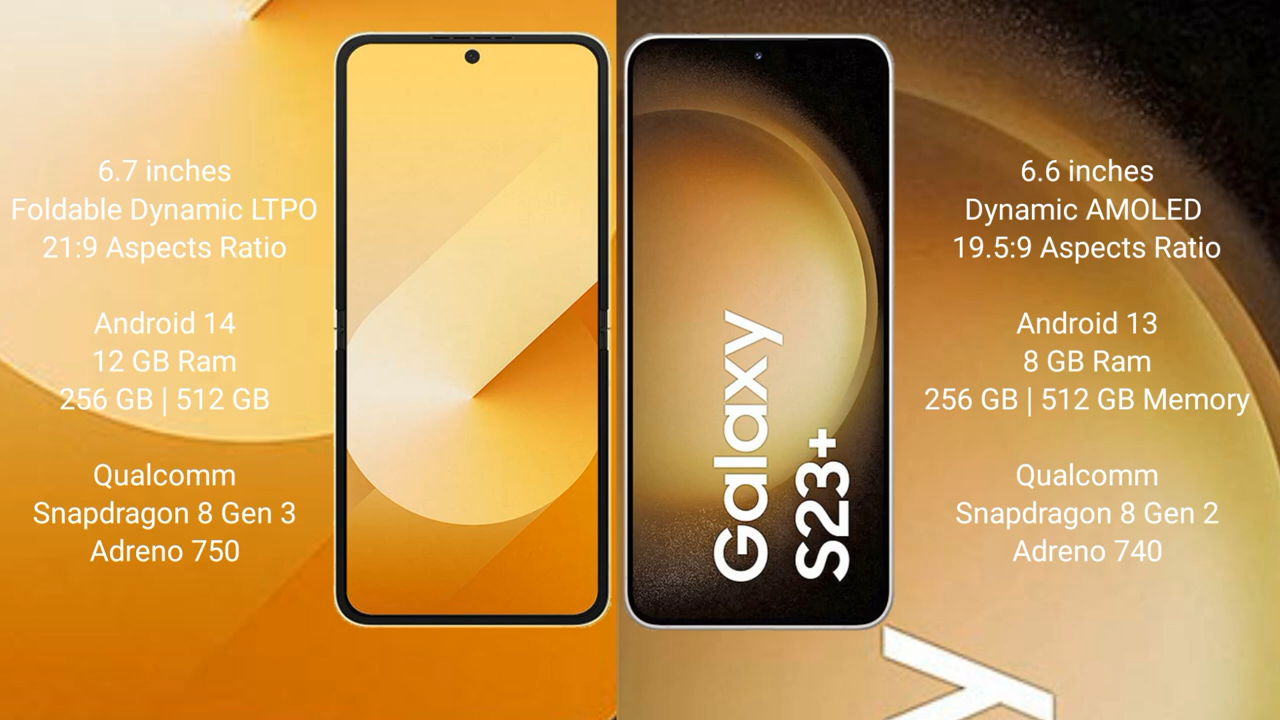 6.7 inches
Foldable Dynamic LTPO
21:9 Aspects Ratio
Android 14
12 GB Ram
256 GB | 512 GB
Qualcomm
Snapdragon 8 Gen 3
Adreno 750
Galaxy
S23+
6.6 inches
Dynamic AMOLED
19.5:9 Aspects Ratio
Android 13
8 GB Ram
256 GB | 512 GB Memory
Qualcomm
Snapdragon 8 Gen 2
Adreno 740
y